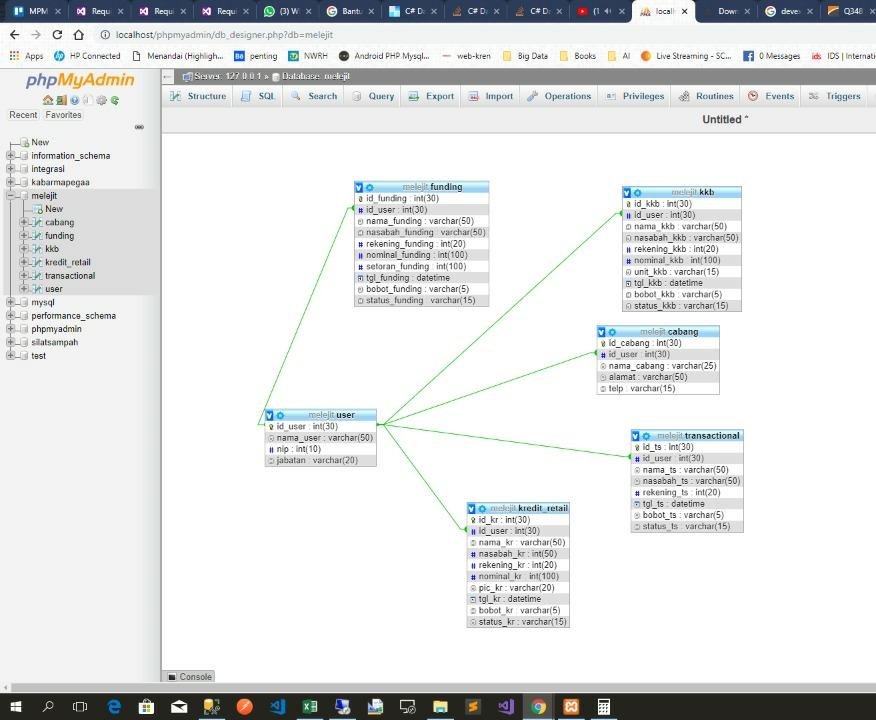 MPM
Requi
Requi
Requi
(3) W
Bantu
C# Da
C# Da
C# Da
(1
localh
Down
devex
Q348
localhost/phpmyadmin/db_designer.php?db=melejit
Apps
HP Connected
Menandai (Highligh...
penting
NWRH
Android PHP Mysql...
web-kren
Big Data
Books
AI
Live Streaming - SC...
0 Messages
IDS | Internati
phpMyAdmin
Recent Favorites
New
information_schema
integrasi
kabarmapegaa
melejit
New
cabang
funding
kkb
kredit_retail
transactional
user
mysql
performance_schema
phpmyadmin
silatsampah
test
Server: 127.0.0.1 » Database: melejit
Structure
SQL
Search
Query
Export
Import
Operations
Privileges
Routines
Events
Triggers
Untitled *
melejit funding
id_funding : int(30)
id_user : int(30)
nama_funding : varchar(50)
nasabah_funding : varchar(50)
rekening_funding : int(20)
nominal_funding : int(100)
setoran_funding : int(100)
tgl_funding : datetime
bobot_funding : varchar(5)
status_funding : varchar(15)
melejit kkb
id_kkb : int(30)
id_user : int(30)
nama_kkb : varchar(50)
nasabah_kkb : varchar(50)
rekening_kkb : int(20)
nominal_kkb : int(100)
unit_kkb : varchar(15)
tgl_kkb : datetime
bobot_kkb : varchar(5)
status_kkb : varchar(15)
melejit cabang
id_cabang : int(30)
id_user : int(30)
nama_cabang : varchar(25)
alamat : varchar(50)
telp : varchar(15)
melejit user
id_user : int(30)
nama_user : varchar(50)
nip : int(10)
jabatan : varchar(20)
melejit transactional
id_ts : int(30)
id_user : int(30)
nama_ts : varchar(50)
nasabah_ts : varchar(50)
rekening_ts : int(20)
tgl_ts : datetime
bobot_ts : varchar(5)
status_ts : varchar(15)
melejit kredit_retail
id_kr : int(30)
id_user : int(30)
nama_kr : varchar(50)
nasabah_kr : int(50)
rekening_kr : int(20)
nominal_kr : int(100)
pic_kr : varchar(20)
tgl_kr : datetime
bobot_kr : varchar(5)
status_kr : varchar(15)
Console